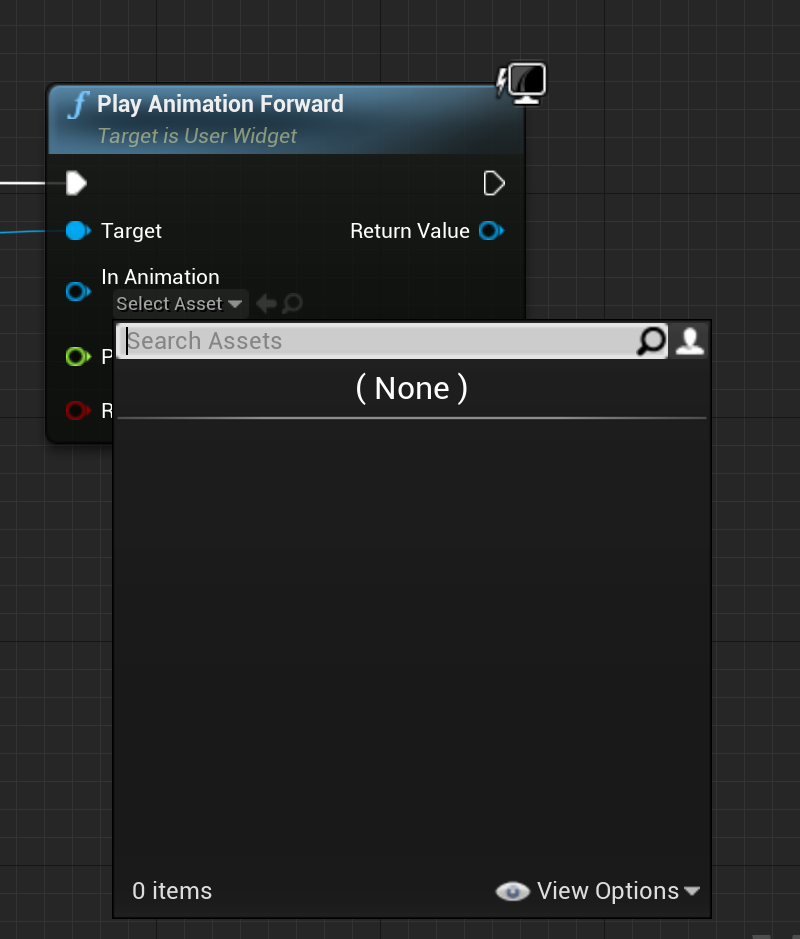 f Play Animation Forward
Target is User Widget
Target
Return Value
In Animation
Select Asset
Search Assets
P
( None )
R
0 items
View Options